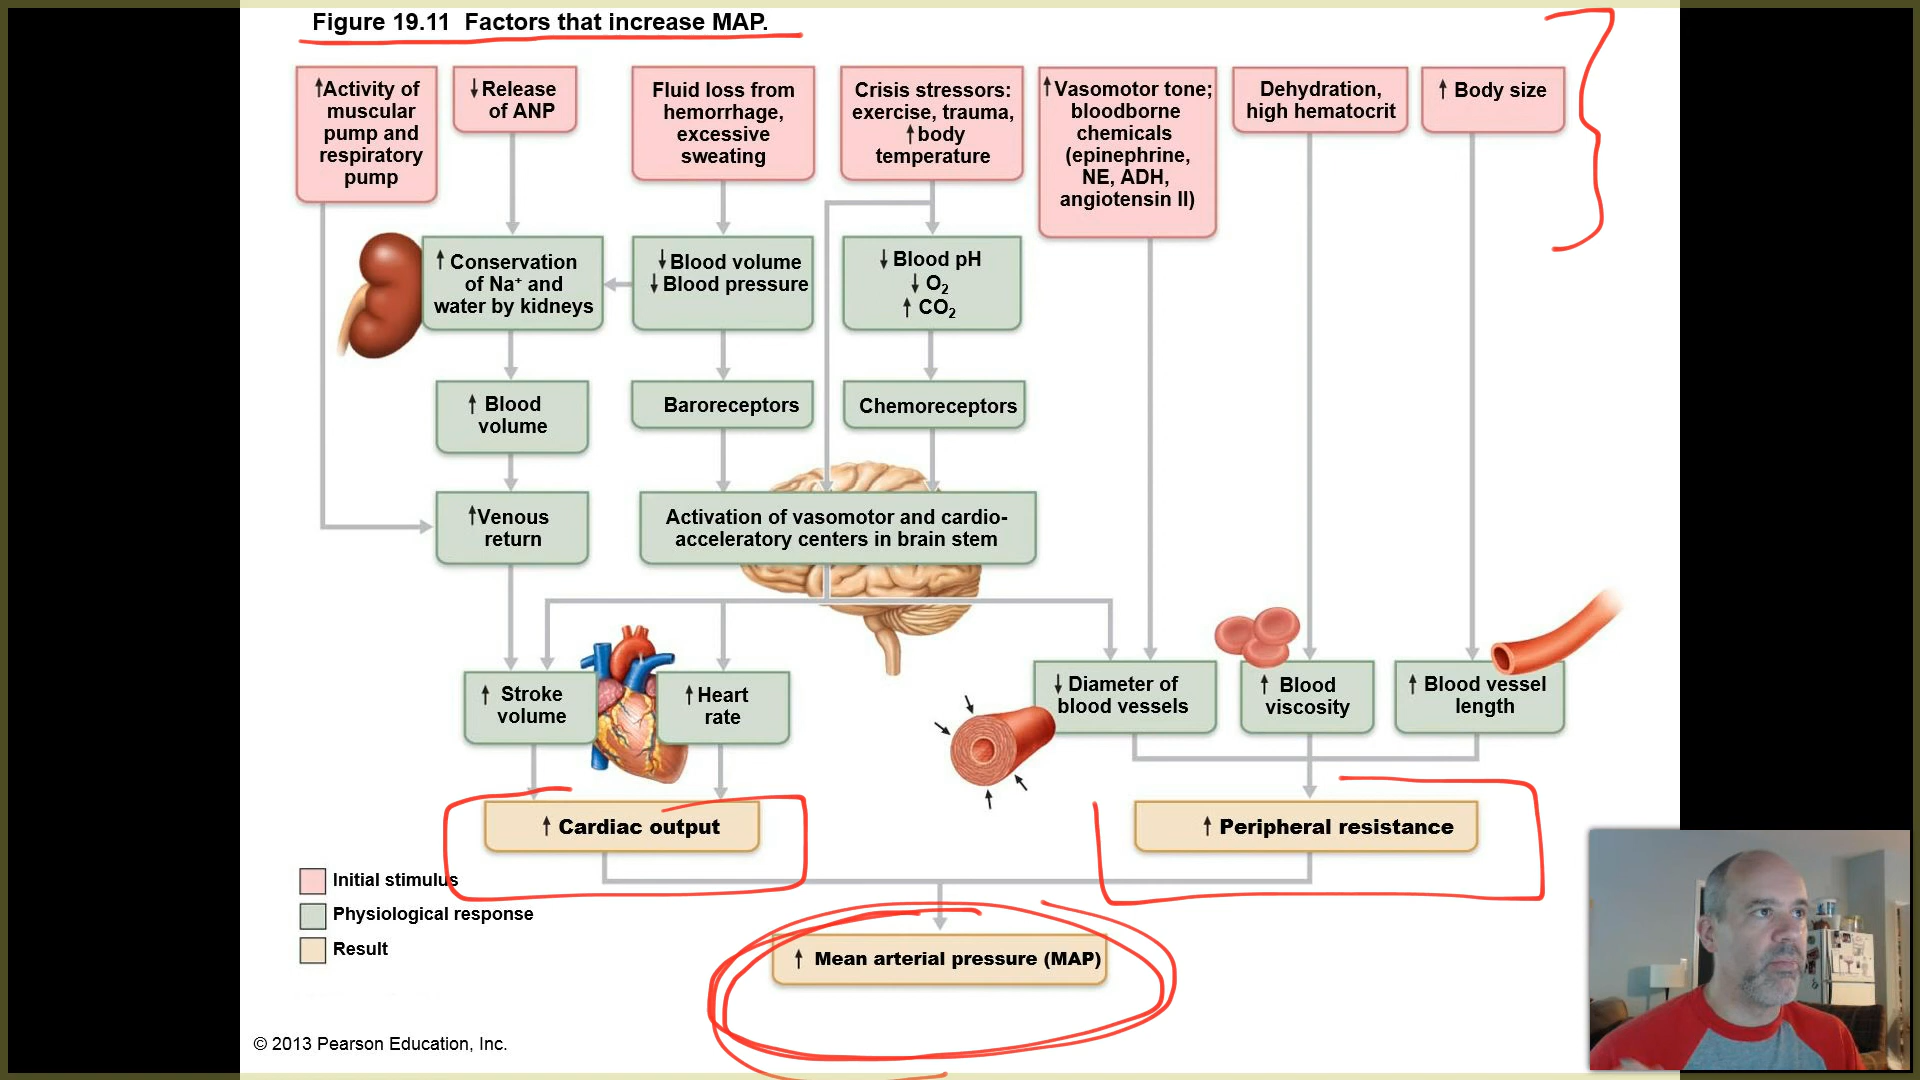 Figure 19.11 Factors that increase MAP.
↑Activity of
muscular
pump and
respiratory
pump
↓Release
of ANP
Fluid loss from
hemorrhage,
excessive
sweating
Crisis stressors:
exercise, trauma,
↑body
temperature
↑Vasomotor tone;
bloodborne
chemicals
(epinephrine,
NE, ADH,
angiotensin II)
Dehydration,
high hematocrit
↑ Body size
↑ Conservation
of Na⁺ and
water by kidneys
↓Blood volume
↓Blood pressure
↓Blood pH
↓ O₂
↑ CO₂
↑ Blood
volume
Baroreceptors
Chemoreceptors
↑Venous
return
Activation of vasomotor and cardio-
acceleratory centers in brain stem
↑ Stroke
volume
↑Heart
rate
↓Diameter of
blood vessels
↑ Blood
viscosity
↑ Blood vessel
length
↑ Cardiac output
↑ Peripheral resistance
Initial stimulus
Physiological response
Result
↑ Mean arterial pressure (MAP)
© 2013 Pearson Education, Inc.